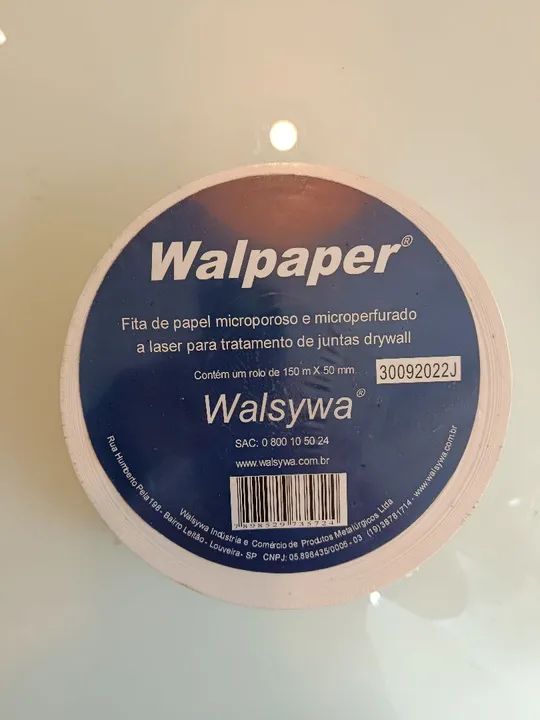 Walpaper®
Fita de papel microporoso e microperfurado
a laser para tratamento de juntas drywall
Contém um rolo de 150 m X 50 mm
30092022J
Walsywa®
SAC: 0 800 10 50 24
www.walsywa.com.br
7898529735724
Walsywa Indústria e Comércio de Produtos Metalúrgicos Ltda
Rua Humberto Pela 198 - Bairro Leitão - Louveira- SP CNPJ: 05.898435/0005 - 03 (19)38781714 - www.walsywa.com.br